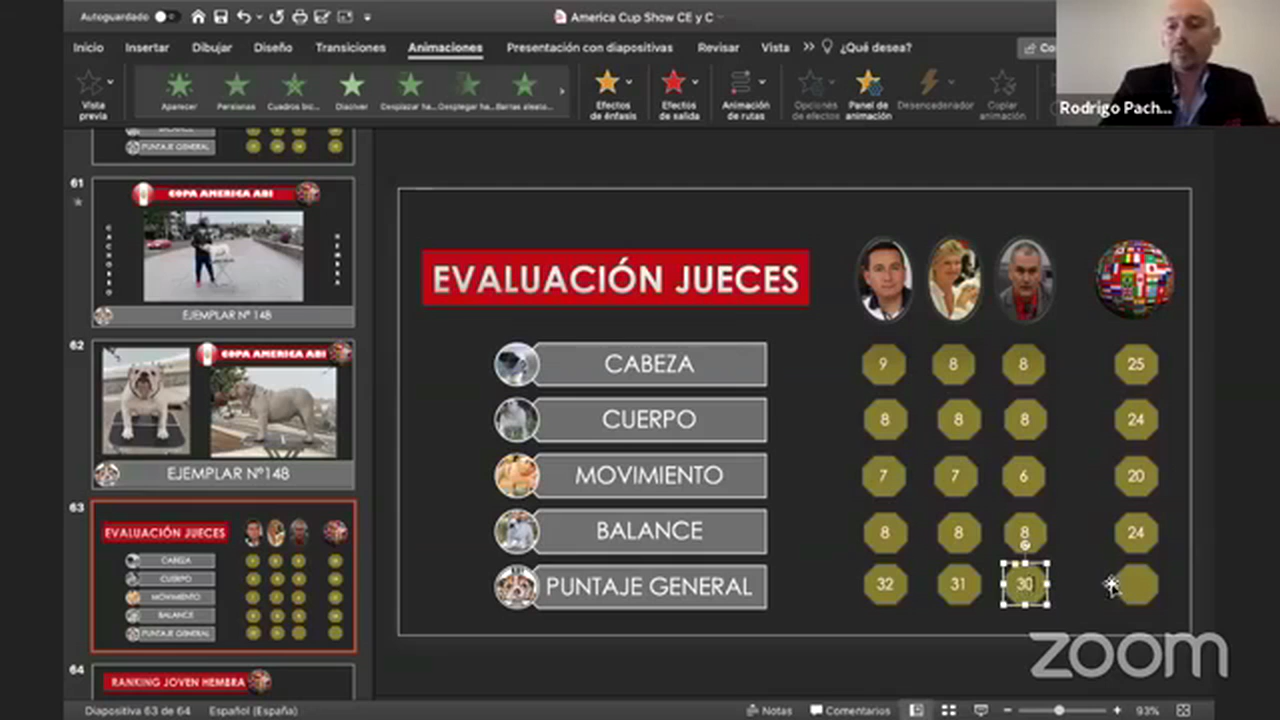 Autoguardado
America Cup Show CE y C
Inicio Insertar Dibujar Diseño Transiciones Animaciones Presentación con diapositivas Revisar Vista ¿Qué desea?
Vista previa
Aparecer Persianas Disolver
Efectos de énfasis
Efectos de salida
Animación de rutas
Opciones de efectos
Panel de animación
Desencadenador
Copiar animación
Rodrigo Pach...
PUNTAJE GENERAL
61
COPA AMERICA ABI
CACHORRO
HEMBRA
EJEMPLAR Nº 148
62
COPA AMERICA ABI
EJEMPLAR Nº148
63
EVALUACIÓN JUECES
CABEZA
CUERPO
MOVIMIENTO
BALANCE
PUNTAJE GENERAL
64
RANKING JOVEN HEMBRA
EVALUACIÓN JUECES
CABEZA 9 8 8 25
CUERPO 8 8 8 24
MOVIMIENTO 7 7 6 20
BALANCE 8 8 8 24
PUNTAJE GENERAL 32 31 30
zoom
Diapositiva 63 de 64 Español (España) Notas Comentarios 93%